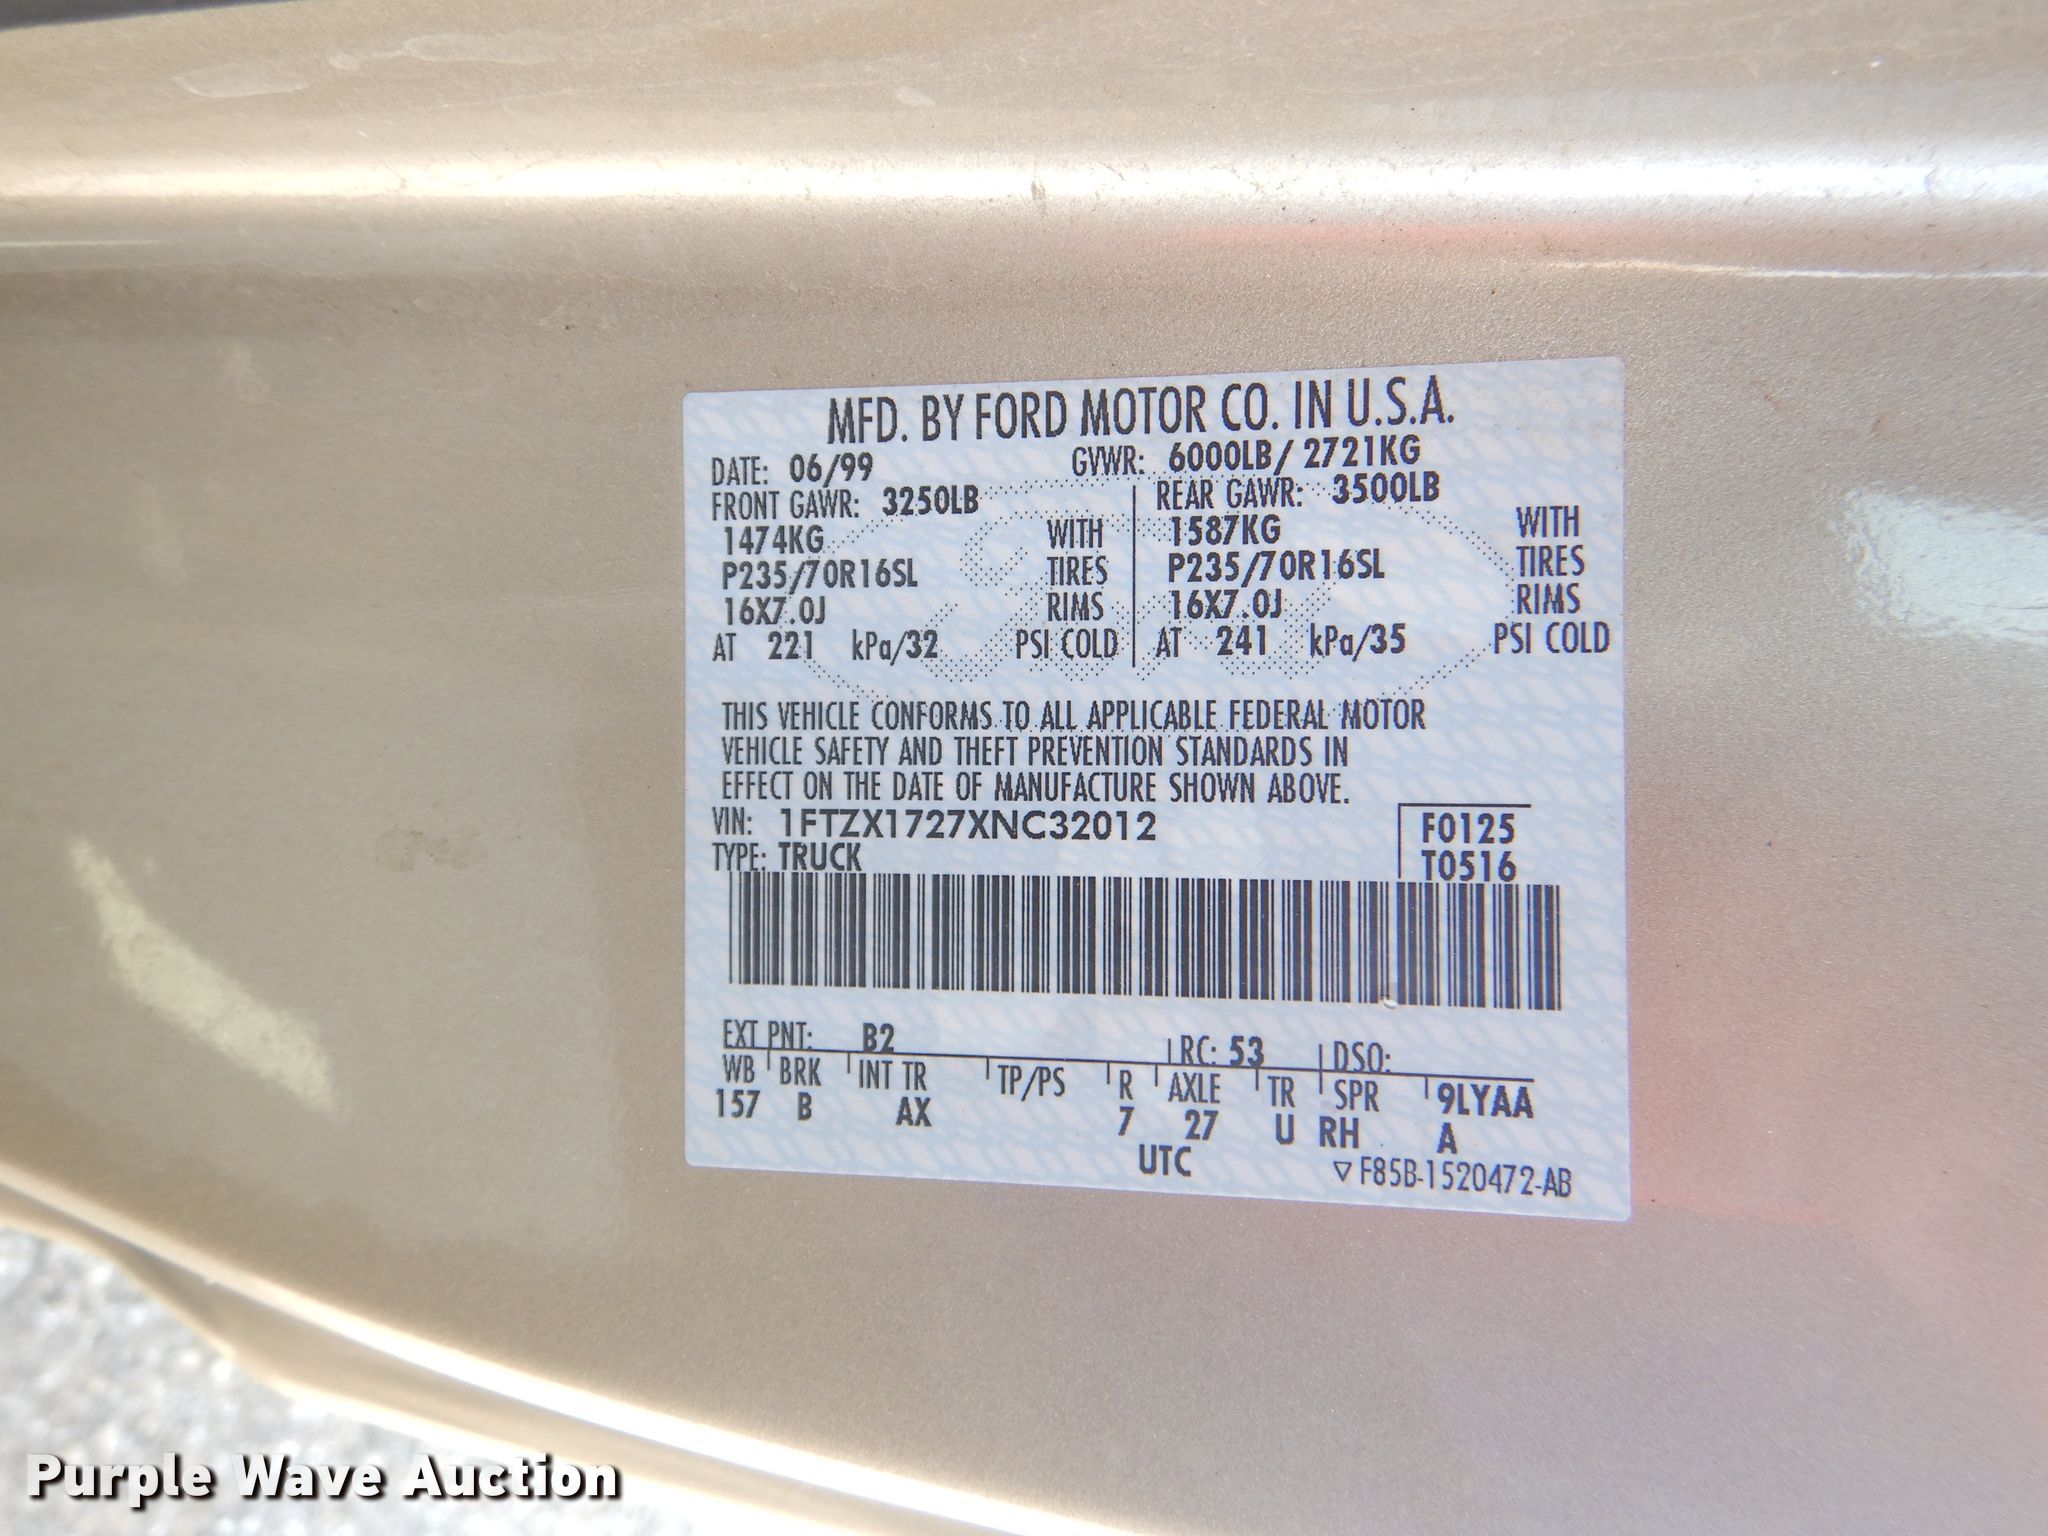 MFD. BY FORD MOTOR CO. IN U.S.A.
DATE: 06/99 GVWR: 6000LB/ 2721KG
FRONT GAWR: 3250LB REAR GAWR: 3500LB
1474KG WITH 1587KG WITH
P235/70R16SL TIRES P235/70R16SL TIRES
16X7.0J RIMS 16X7.0J RIMS
AT 221 kPa/32 PSI COLD AT 241 kPa/35 PSI COLD
THIS VEHICLE CONFORMS TO ALL APPLICABLE FEDERAL MOTOR
VEHICLE SAFETY AND THEFT PREVENTION STANDARDS IN
EFFECT ON THE DATE OF MANUFACTURE SHOWN ABOVE.
VIN: 1FTZX1727XNC32012 F0125
TYPE: TRUCK T0516
EXT PNT: B2 RC: 53 DSO:
WB BRK INT TR TP/PS R AXLE TR SPR 9LYAA
157 B AX 7 27 U RH A
UTC ▽ F85B-1520472-AB
Purple Wave Auction